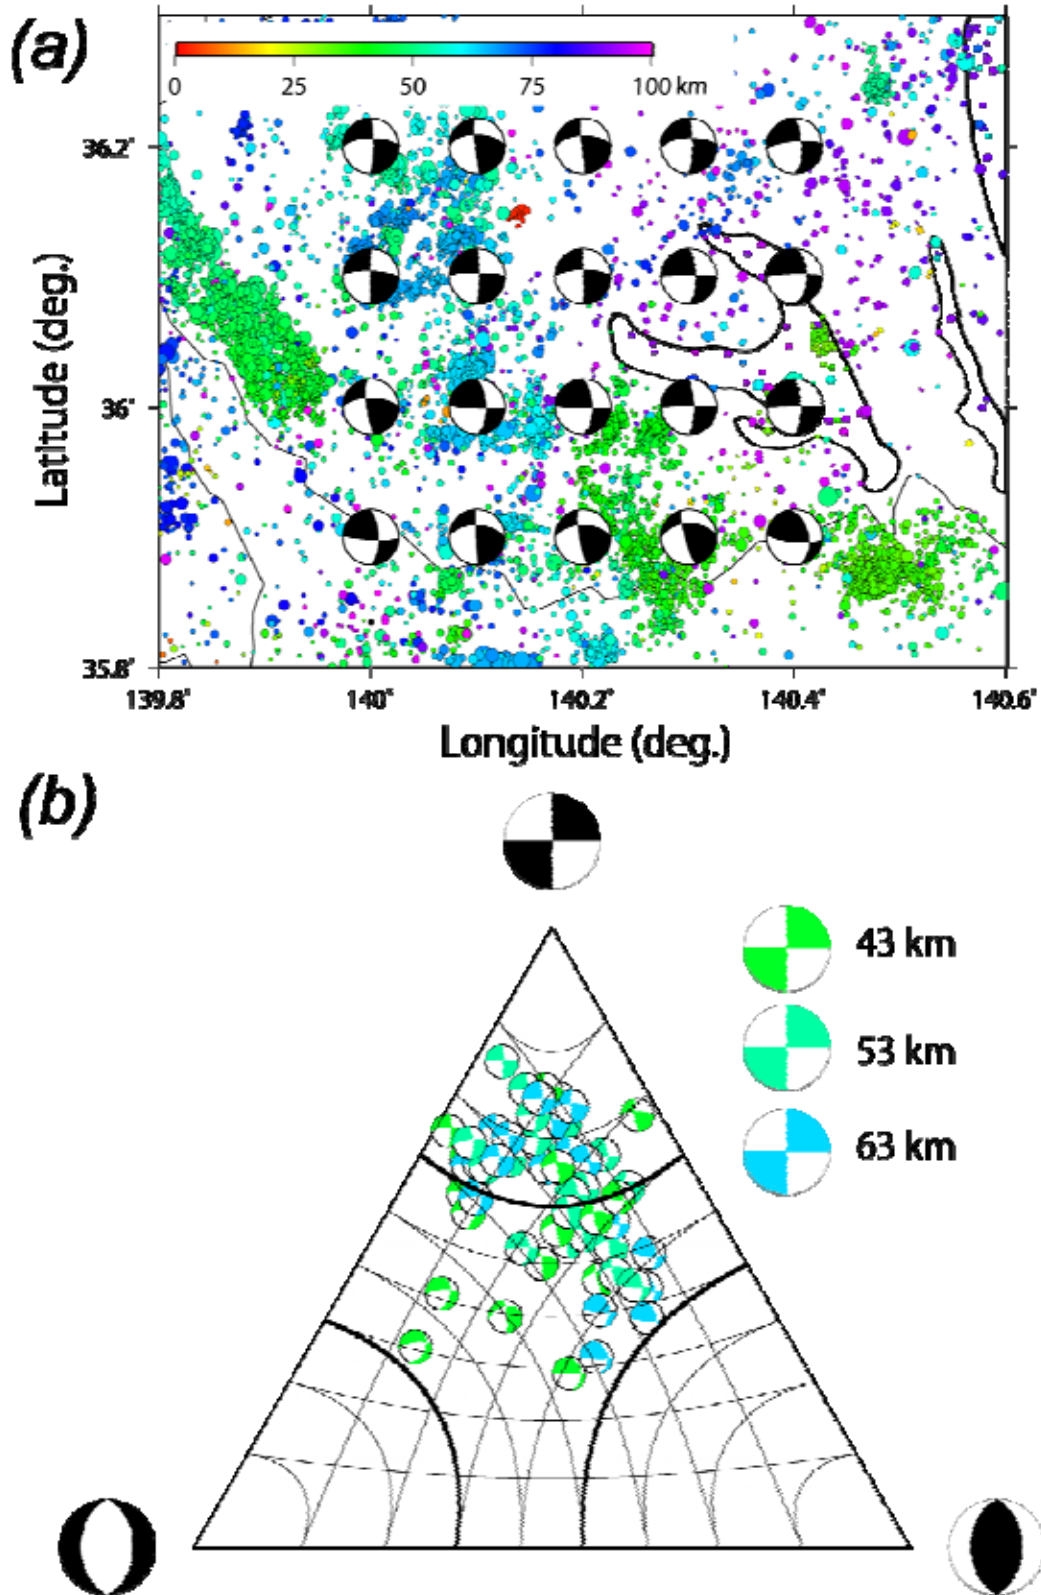 (a)
0 25 50 75 100 km
36.2°
36°
35.8°
Latitude (deg.)
139.8° 140° 140.2° 140.4° 140.6°
Longitude (deg.)
(b)
43 km
53 km
63 km